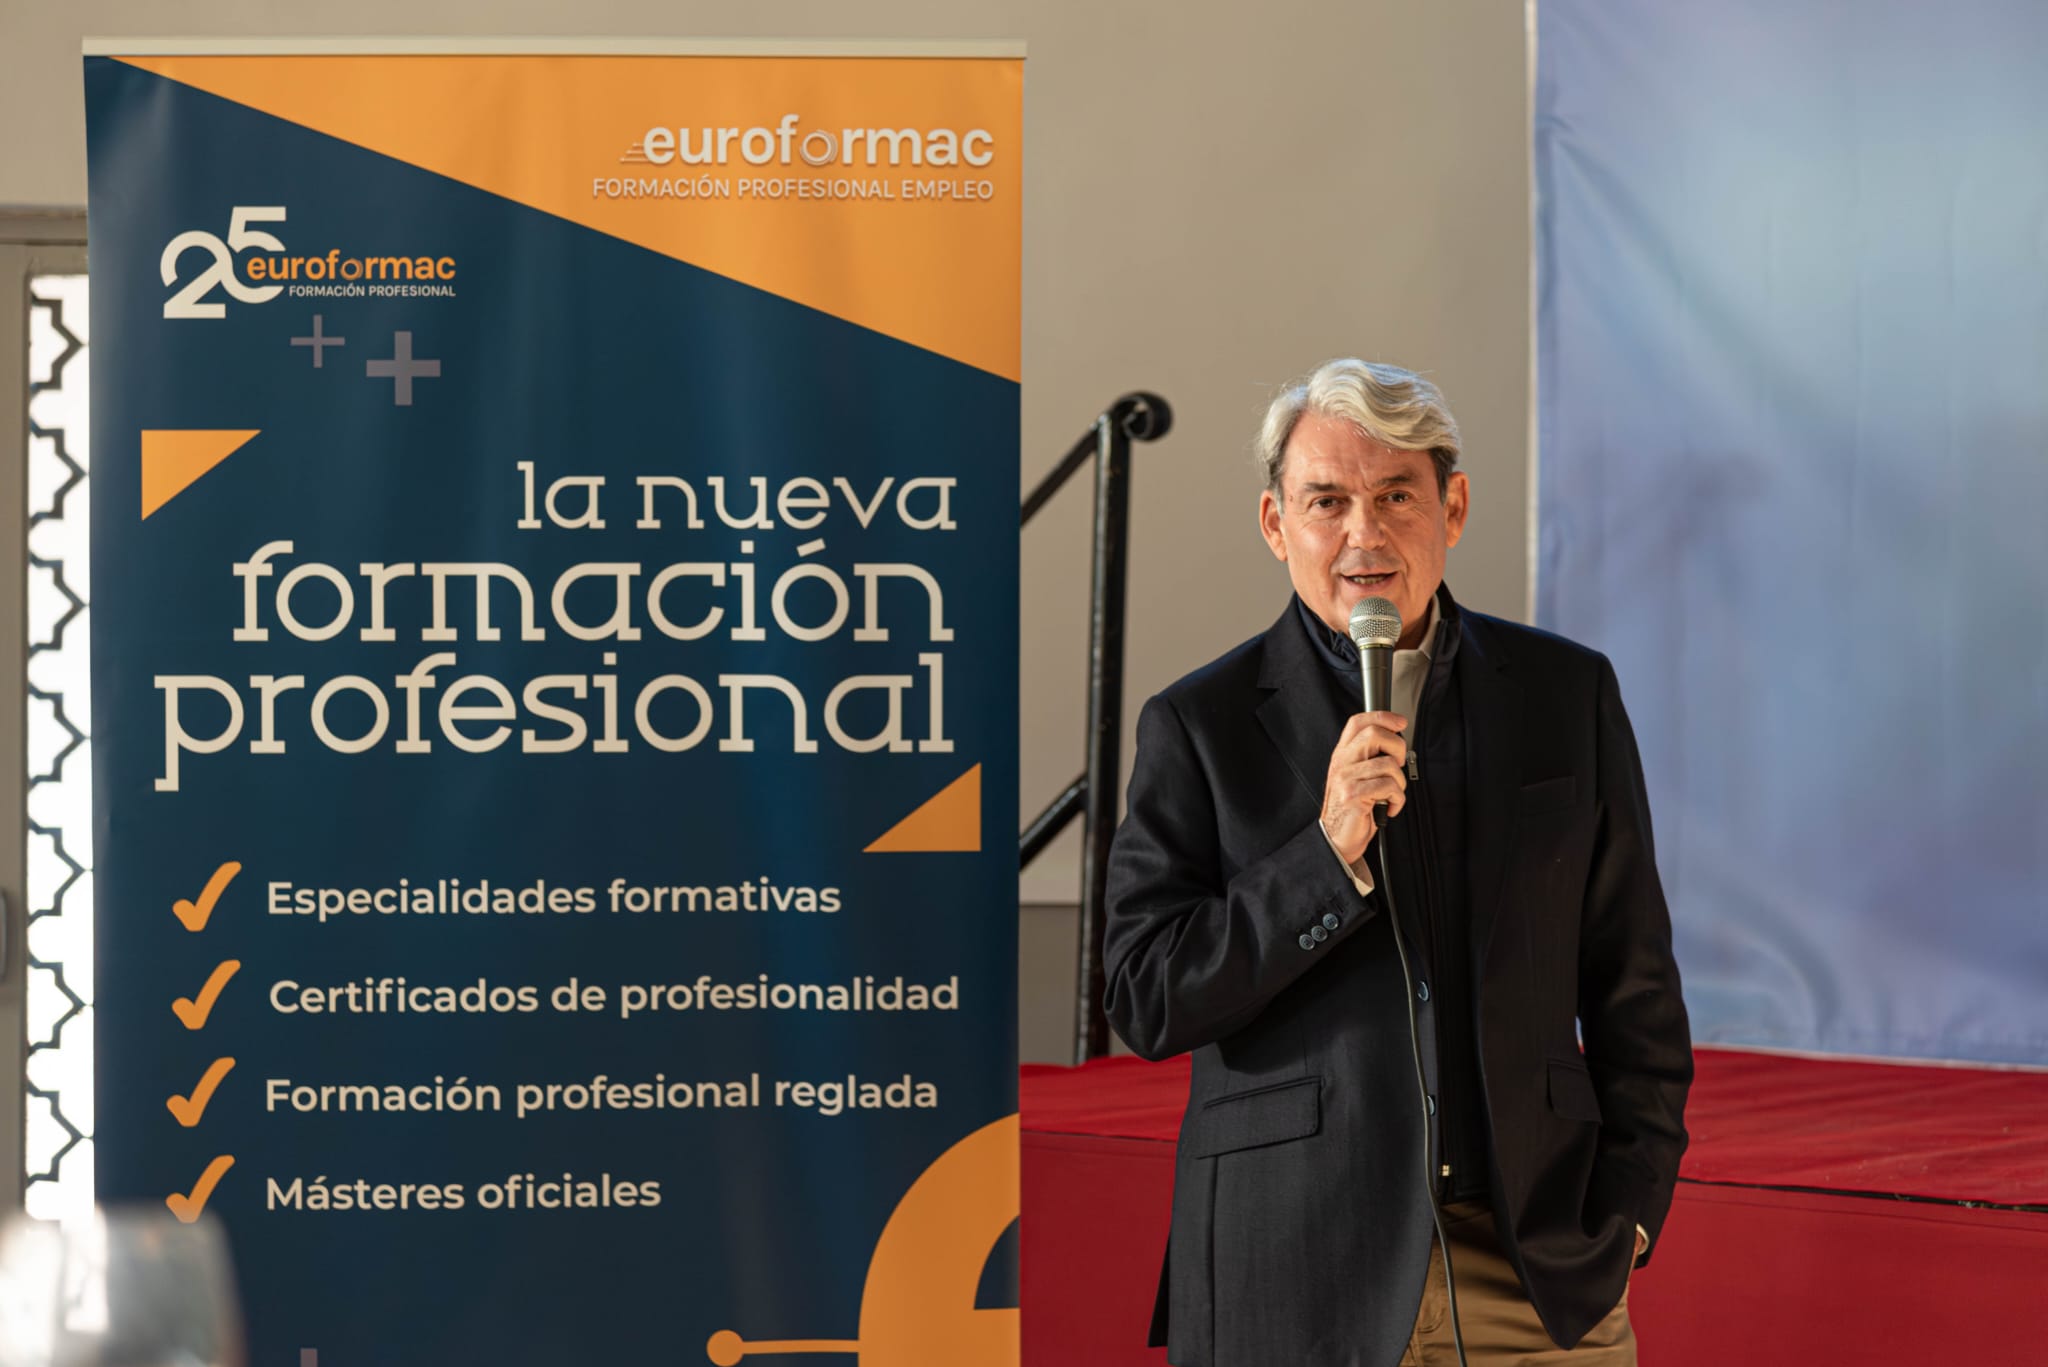 euroformac
FORMACIÓN PROFESIONAL EMPLEO
25
euroformac
FORMACIÓN PROFESIONAL
la nueva
formación
profesional
Especialidades formativas
Certificados de profesionalidad
Formación profesional reglada
Másteres oficiales